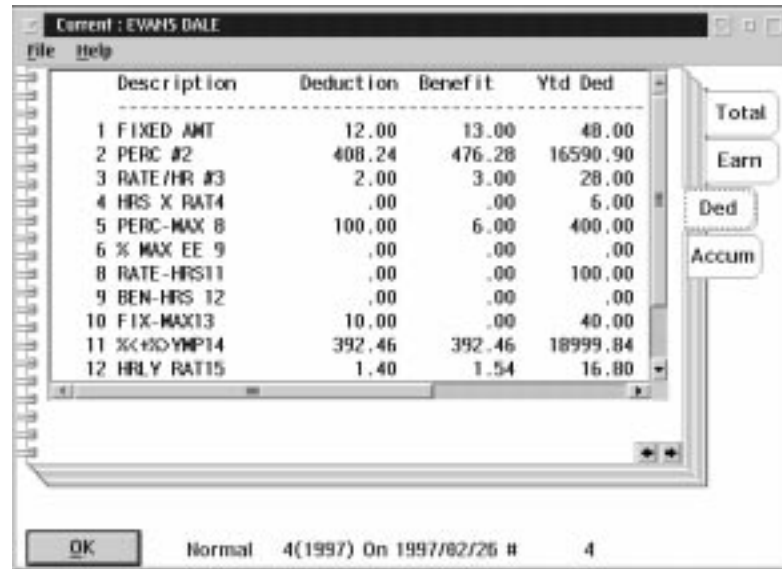 Current : EVANS DALE
File Help
Description Deduction Benefit Ytd Ded
1 FIXED AMT 12.00 13.00 48.00
2 PERC #2 408.24 476.28 16590.90
3 RATE/HR #3 2.00 3.00 28.00
4 HRS X RAT4 .00 .00 6.00
5 PERC-MAX 8 100.00 6.00 400.00
6 % MAX EE 9 .00 .00 .00
8 RATE-HRS11 .00 .00 100.00
9 BEN-HRS 12 .00 .00 .00
10 FIX-MAX13 10.00 .00 40.00
11 %<+%>YMP14 392.46 392.46 18999.84
12 HRLY RAT15 1.40 1.54 16.80
Total
Earn
Ded
Accum
OK Normal 4(1997) On 1997/02/26 # 4